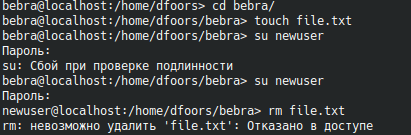 bebra@localhost:/home/dfoors> cd bebra/
bebra@localhost:/home/dfoors/bebra> touch file.txt
bebra@localhost:/home/dfoors/bebra> su newuser
Пароль:
su: Сбой при проверке подлинности
bebra@localhost:/home/dfoors/bebra> su newuser
Пароль:
newuser@localhost:/home/dfoors/bebra> rm file.txt
rm: невозможно удалить 'file.txt': Отказано в доступе